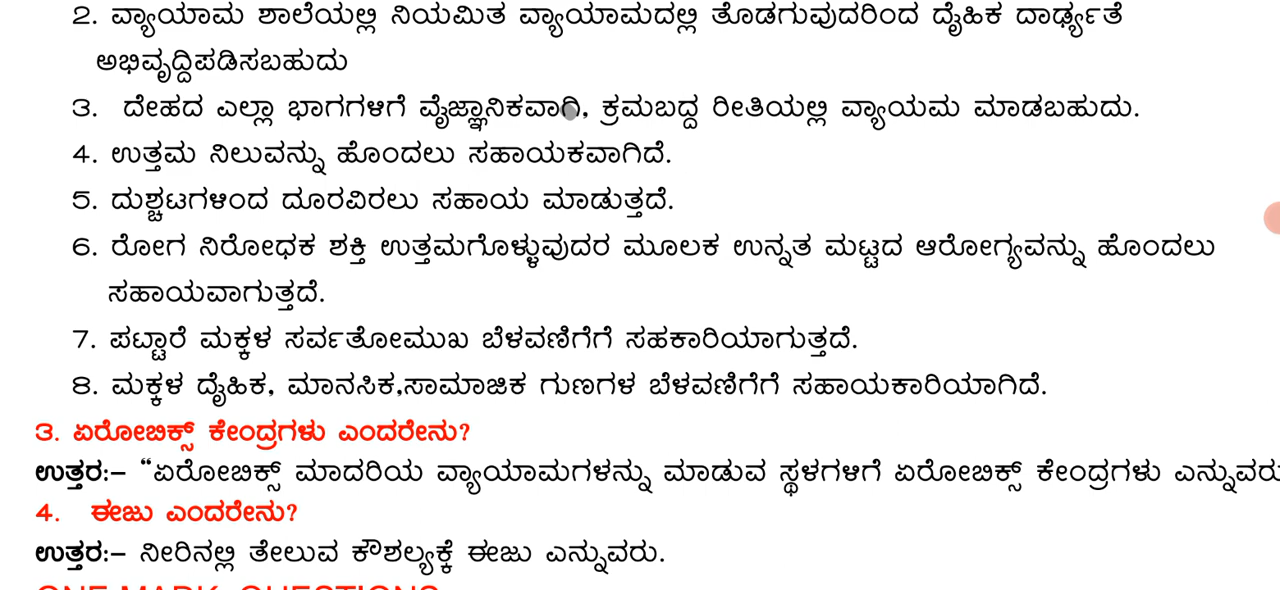 2. ವ್ಯಾಯಾಮ ಶಾಲೆಯಲ್ಲಿ ನಿಯಮಿತ ವ್ಯಾಯಾಮದಲ್ಲಿ ತೊಡಗುವುದರಿಂದ ದೈಹಿಕ ದಾರ್ಢ್ಯತೆ
ಅಭಿವೃದ್ದಿಪಡಿಸಬಹುದು
3. ದೇಹದ ಎಲ್ಲಾ ಭಾಗಗಳಿಗೆ ವೈಜ್ಞಾನಿಕವಾಗಿ, ಕ್ರಮಬದ್ದ ರೀತಿಯಲ್ಲಿ ವ್ಯಾಯಮ ಮಾಡಬಹುದು.
4. ಉತ್ತಮ ನಿಲುವನ್ನು ಹೊಂದಲು ಸಹಾಯಕವಾಗಿದೆ.
5. ದುಶ್ಚಟಗಳಿಂದ ದೂರವಿರಲು ಸಹಾಯ ಮಾಡುತ್ತದೆ.
6. ರೋಗ ನಿರೋಧಕ ಶಕ್ತಿ ಉತ್ತಮಗೊಳ್ಳುವುದರ ಮೂಲಕ ಉನ್ನತ ಮಟ್ಟದ ಆರೋಗ್ಯವನ್ನು ಹೊಂದಲು
ಸಹಾಯವಾಗುತ್ತದೆ.
7. ಪಟ್ಟಾರೆ ಮಕ್ಕಳ ಸರ್ವತೋಮುಖ ಬೆಳವಣಿಗೆಗೆ ಸಹಕಾರಿಯಾಗುತ್ತದೆ.
8. ಮಕ್ಕಳ ದೈಹಿಕ, ಮಾನಸಿಕ,ಸಾಮಾಜಿಕ ಗುಣಗಳ ಬೆಳವಣಿಗೆಗೆ ಸಹಾಯಕಾರಿಯಾಗಿದೆ.
3. ಏರೋಬಿಕ್ಸ್ ಕೇಂದ್ರಗಳು ಎಂದರೇನು?
ಉತ್ತರ:– “ಏರೋಬಿಕ್ಸ್ ಮಾದರಿಯ ವ್ಯಾಯಾಮಗಳನ್ನು ಮಾಡುವ ಸ್ಥಳಗಳಿಗೆ ಏರೋಬಿಕ್ಸ್ ಕೇಂದ್ರಗಳು ಎನ್ನುವರು
4. ಈಜು ಎಂದರೇನು?
ಉತ್ತರ:– ನೀರಿನಲ್ಲಿ ತೇಲುವ ಕೌಶಲ್ಯಕ್ಕೆ ಈಜು ಎನ್ನುವರು.
ONE MARK QUESTIONS